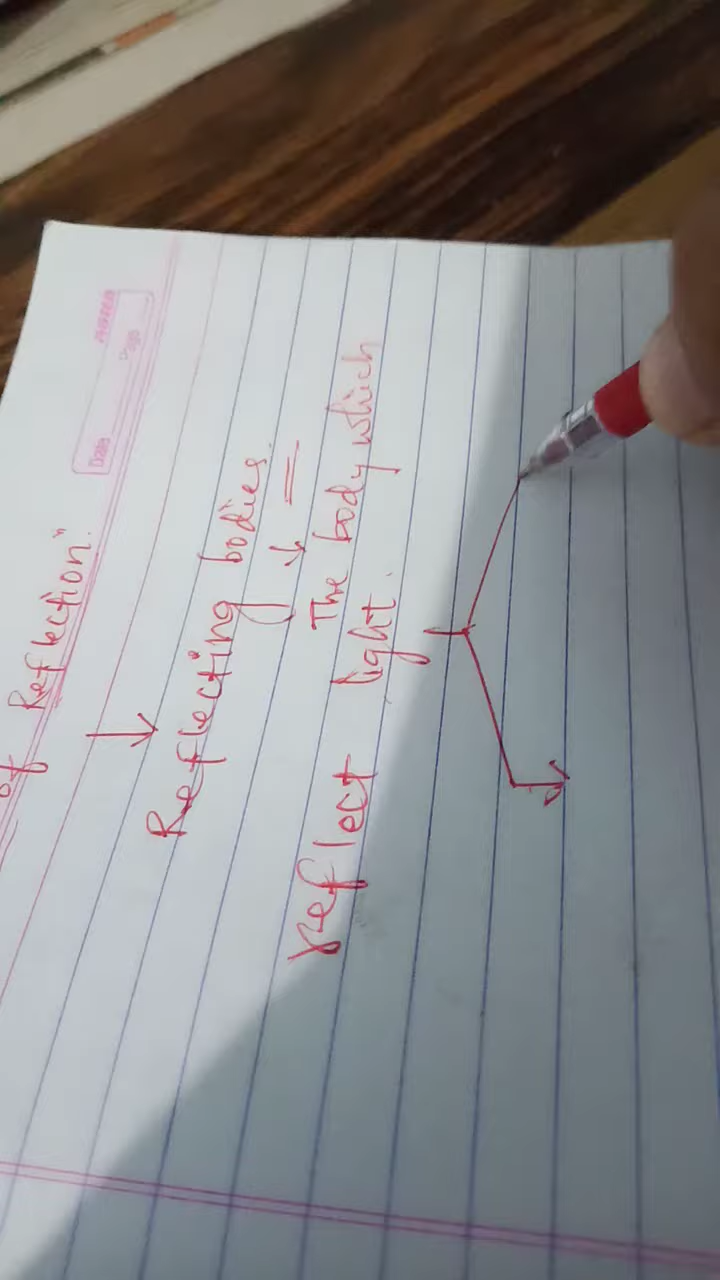 Date
Page
of Reflection."
Reflecting bodies.
The body which
reflect light.